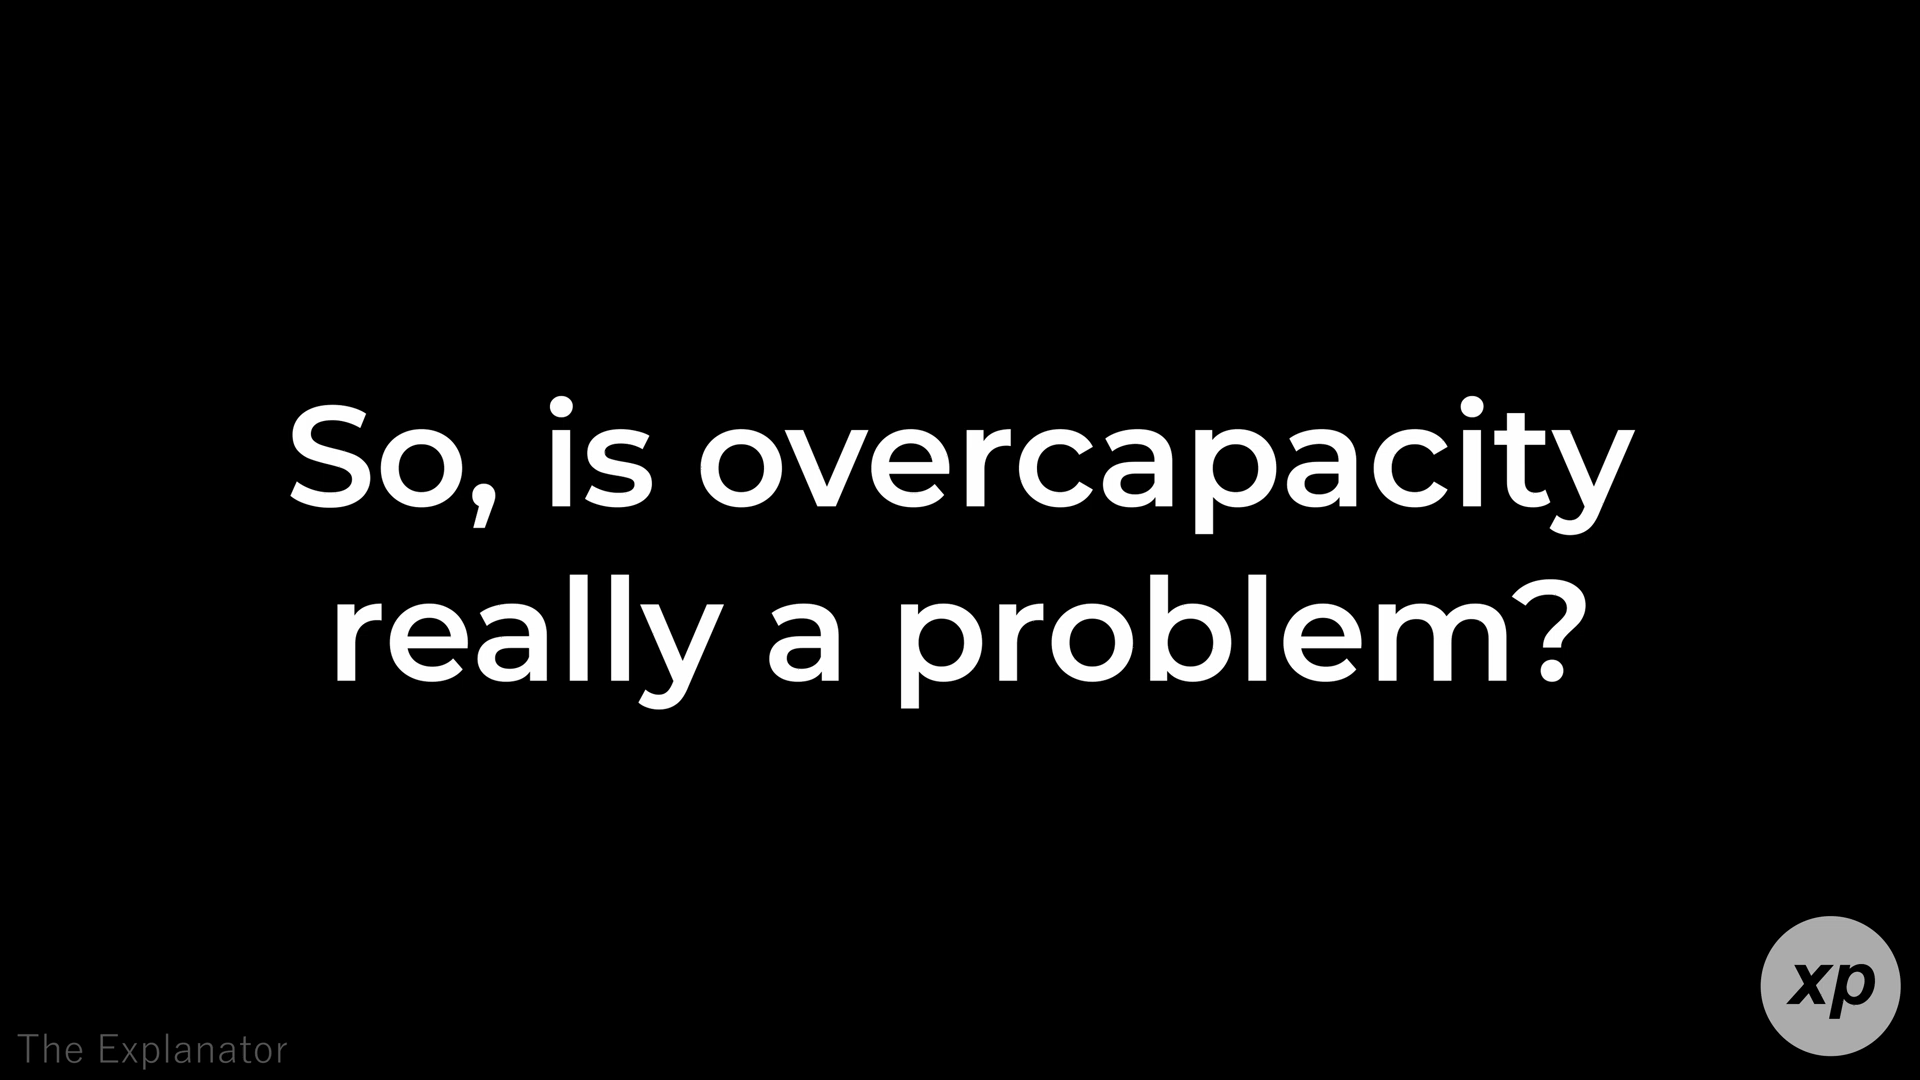 So, is overcapacity
really a problem?
xp
The Explanator